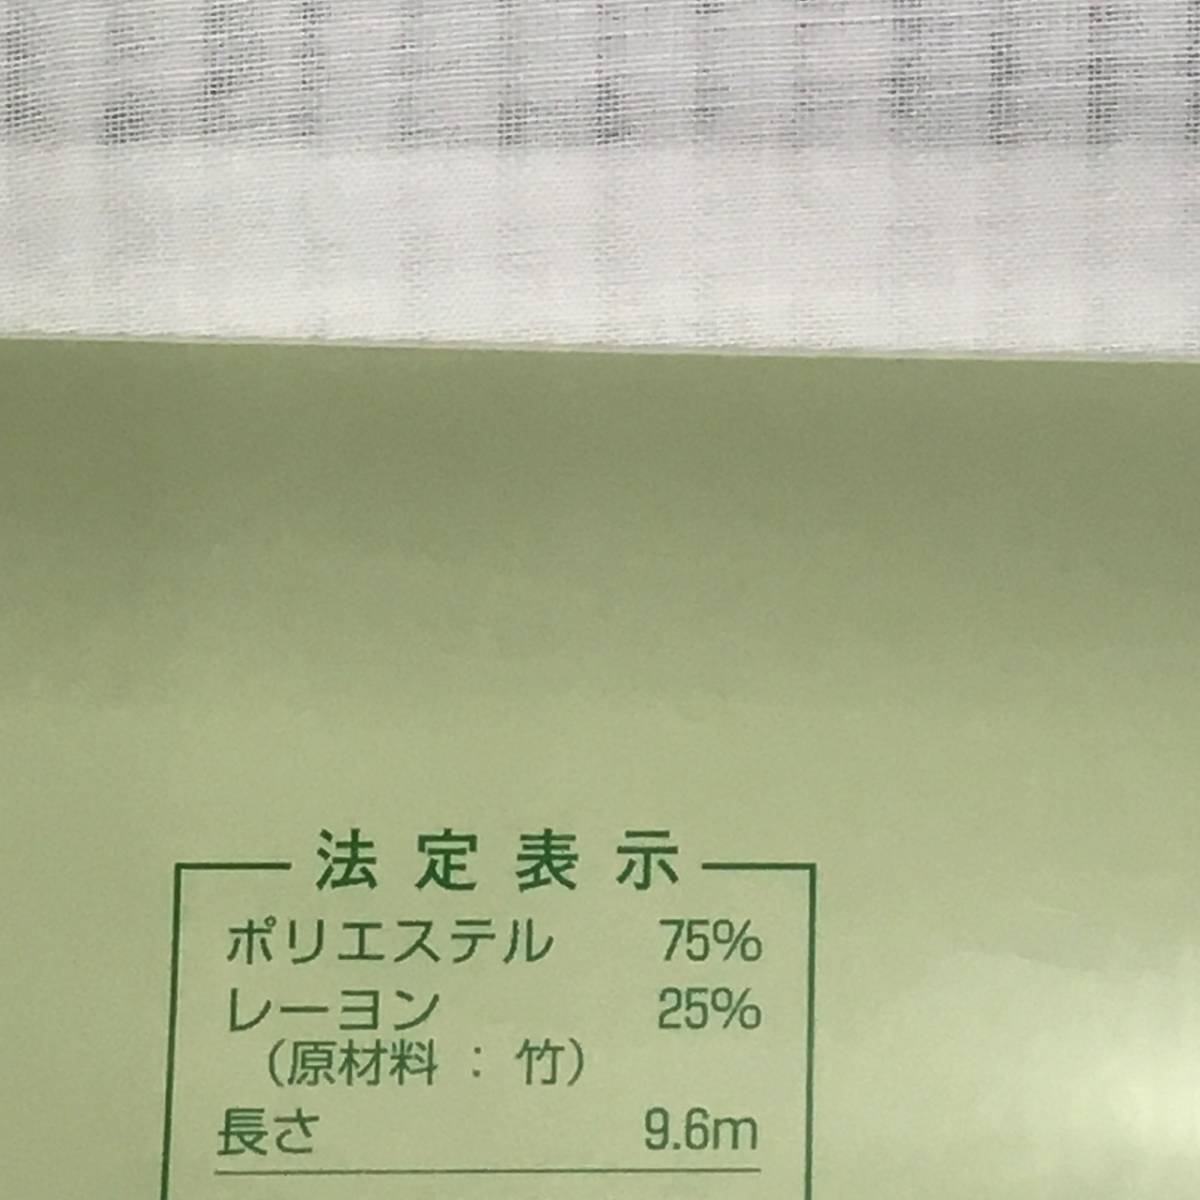 法定表示
ポリエステル 75%
レーヨン 25%
(原材料 : 竹)
長さ 9.6m